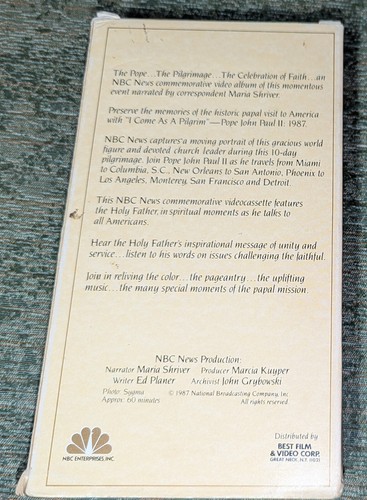 The Pope...The Pilgrimage...The Celebration of Faith...an
NBC News commemorative video album of this momentous
event narrated by correspondent Maria Shriver.
Preserve the memories of the historic papal visit to America
with "I Come As A Pilgrim"—Pope John Paul II: 1987.
NBC News captures a moving portrait of this gracious world
figure and devoted church leader during this 10-day
pilgrimage. Join Pope John Paul II as he travels from Miami
to Columbia, S.C., New Orleans to San Antonio, Phoenix to
Los Angeles, Monterey, San Francisco and Detroit.
This NBC News commemorative videocassette features
the Holy Father, in spiritual moments as he talks to
all Americans.
Hear the Holy Father's inspirational message of unity and
service...listen to his words on issues challenging the faithful.
Join in reliving the color...the pageantry...the uplifting
music...the many special moments of the papal mission.
NBC News Production:
Narrator Maria Shriver Producer Marcia Kuyper
Writer Ed Planer Archivist John Grybowski
Photo: Sygma © 1987 National Broadcasting Company, Inc.
Approx. 60 minutes All rights reserved.
NBC ENTERPRISES, INC
Distributed by
BEST FILM
& VIDEO CORP.
GREAT NECK, N.Y. 11021